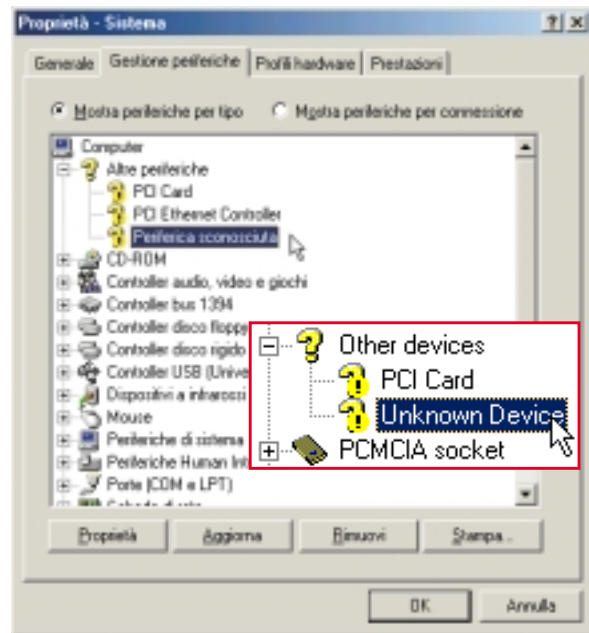 Proprietà - Sistema
Generale Gestione periferiche Profili hardware Prestazioni
Mostra periferiche per tipo Mostra periferiche per connessione
Computer
Altre periferiche
PCI Card
PCI Ethernet Controller
Periferica sconosciuta
CD-ROM
Controller audio, video e giochi
Controller bus 1394
Controller disco floppy
Controller disco rigido
Controller USB (Unive
Dispositivi a infrarossi
Mouse
Periferiche di sistema
Periferiche Human Int
Porte (COM e LPT)
Other devices
PCI Card
Unknown Device
PCMCIA socket
Proprietà Aggiorna Rimuovi Stampa...
OK Annulla